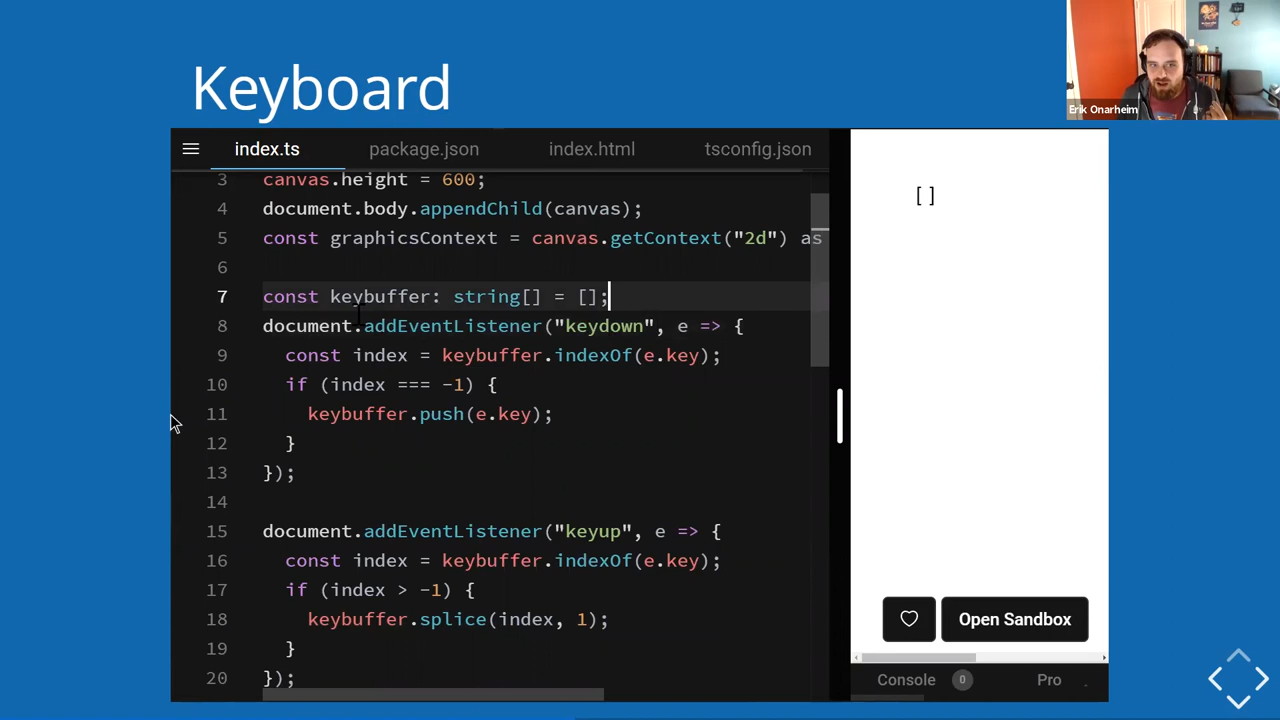 Keyboard
Erik Onarheim
index.ts package.json index.html tsconfig.json
3 canvas.height = 600;
4 document.body.appendChild(canvas);
5 const graphicsContext = canvas.getContext("2d") as
6
7 const keybuffer: string[] = [];
8 document.addEventListener("keydown", e => {
9 const index = keybuffer.indexOf(e.key);
10 if (index === -1) {
11 keybuffer.push(e.key);
12 }
13 });
14
15 document.addEventListener("keyup", e => {
16 const index = keybuffer.indexOf(e.key);
17 if (index > -1) {
18 keybuffer.splice(index, 1);
19 }
20 });
[]
Open Sandbox
Console 0 Pro